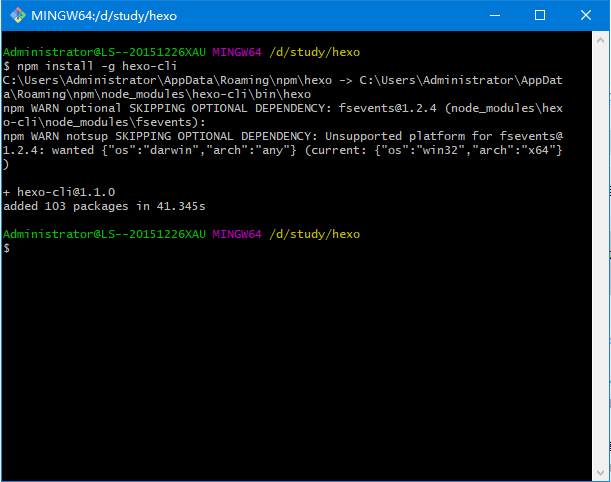 MINGW64:/d/study/hexo
Administrator@LS--20151226XAU MINGW64 /d/study/hexo
$ npm install -g hexo-cli
C:\Users\Administrator\AppData\Roaming\npm\hexo -> C:\Users\Administrator\AppDat
a\Roaming\npm\node_modules\hexo-cli\bin\hexo
npm WARN optional SKIPPING OPTIONAL DEPENDENCY: fsevents@1.2.4 (node_modules\hex
o-cli\node_modules\fsevents):
npm WARN notsup SKIPPING OPTIONAL DEPENDENCY: Unsupported platform for fsevents@
1.2.4: wanted {"os":"darwin","arch":"any"} (current: {"os":"win32","arch":"x64"}
)
+ hexo-cli@1.1.0
added 103 packages in 41.345s
Administrator@LS--20151226XAU MINGW64 /d/study/hexo
$